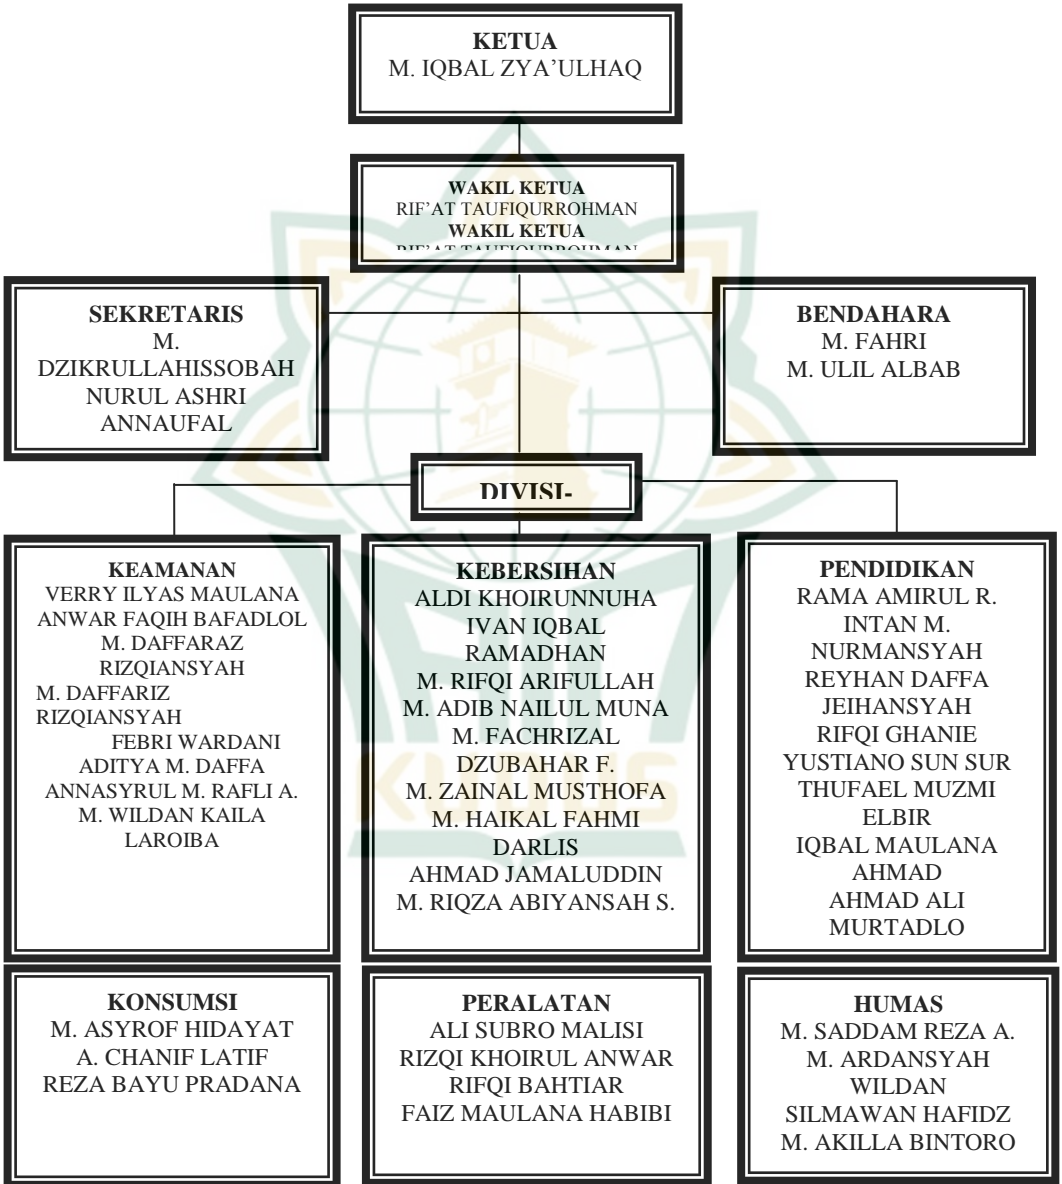 KETUA
M. IQBAL ZYA'ULHAQ
WAKIL KETUA
RIF'AT TAUFIQURROHMAN
WAKIL KETUA
RIF'AT TAUFIQURROHMAN
SEKRETARIS
M.
DZIKRULLAHISSOBAH
NURUL ASHRI
ANNAUFAL
BENDAHARA
M. FAHRI
M. ULIL ALBAB
DIVISI-
KEAMANAN
VERRY ILYAS MAULANA
ANWAR FAQIH BAFADLOL
M. DAFFARAZ
RIZQIANSYAH
M. DAFFARIZ
RIZQIANSYAH
FEBRI WARDANI
ADITYA M. DAFFA
ANNASYRUL M. RAFLI A.
M. WILDAN KAILA
LAROIBA
KEBERSIHAN
ALDI KHOIRUNNUHA
IVAN IQBAL
RAMADHAN
M. RIFQI ARIFULLAH
M. ADIB NAILUL MUNA
M. FACHRIZAL
DZUBAHAR F.
M. ZAINAL MUSTHOFA
M. HAIKAL FAHMI
DARLIS
AHMAD JAMALUDDIN
M. RIQZA ABIYANSAH S.
PENDIDIKAN
RAMA AMIRUL R.
INTAN M.
NURMANSYAH
REYHAN DAFFA
JEIHANSYAH
RIFQI GHANIE
YUSTIANO SUN SUR
THUFAEL MUZMI
ELBIR
IQBAL MAULANA
AHMAD
AHMAD ALI
MURTADLO
KUDUS
KONSUMSI
M. ASYROF HIDAYAT
A. CHANIF LATIF
REZA BAYU PRADANA
PERALATAN
ALI SUBRO MALISI
RIZQI KHOIRUL ANWAR
RIFQI BAHTIAR
FAIZ MAULANA HABIBI
HUMAS
M. SADDAM REZA A.
M. ARDANSYAH
WILDAN
SILMAWAN HAFIDZ
M. AKILLA BINTORO